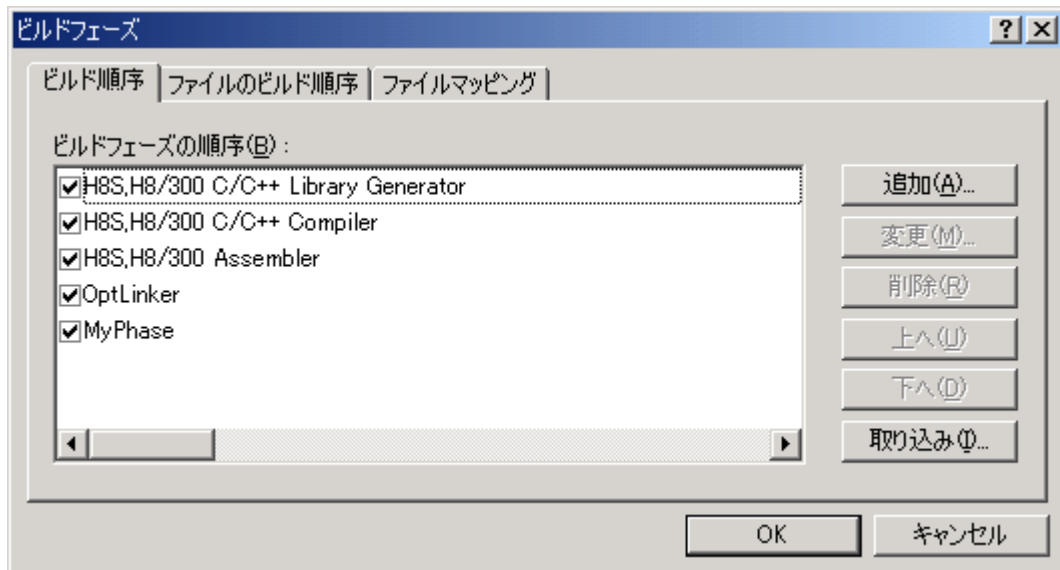 ビルドフェーズ
ビルド順序 ファイルのビルド順序 ファイルマッピング
ビルドフェーズの順序(B):
H8S,H8/300 C/C++ Library Generator
H8S,H8/300 C/C++ Compiler
H8S,H8/300 Assembler
OptLinker
MyPhase
追加(A)...
変更(M)...
削除(R)
上へ(U)
下へ(D)
取り込み(I)...
OK キャンセル